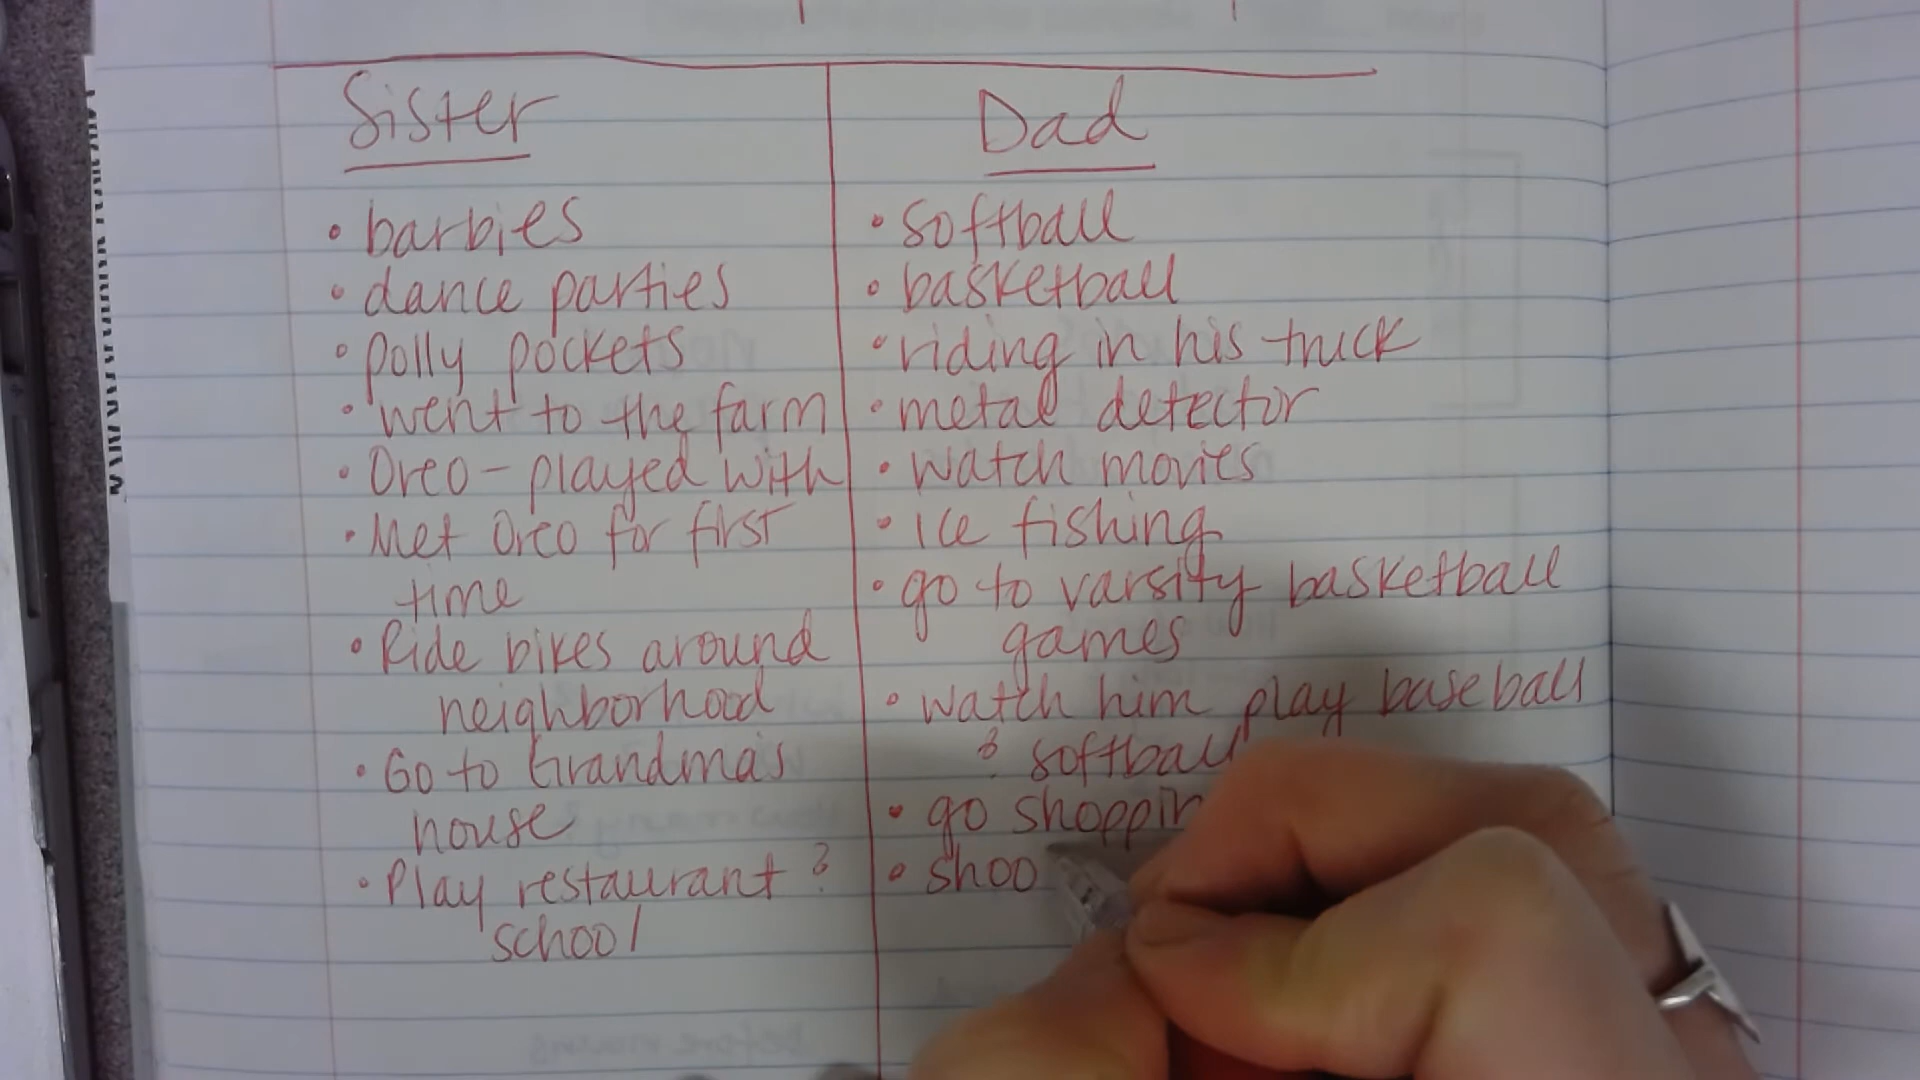 Sister
• barbies
• dance parties
• polly pockets
• went to the farm
• Oreo - played with
• Met Oreo for first
time
• Ride bikes around
neighborhood
• Go to Grandma's
house
• Play restaurant &
school
Dad
• softball
• basketball
• riding in his truck
• metal detector
• watch movies
• ice fishing
• go to varsity basketball
games
• watch him play baseball
& softball
• go shoppin
• shoo